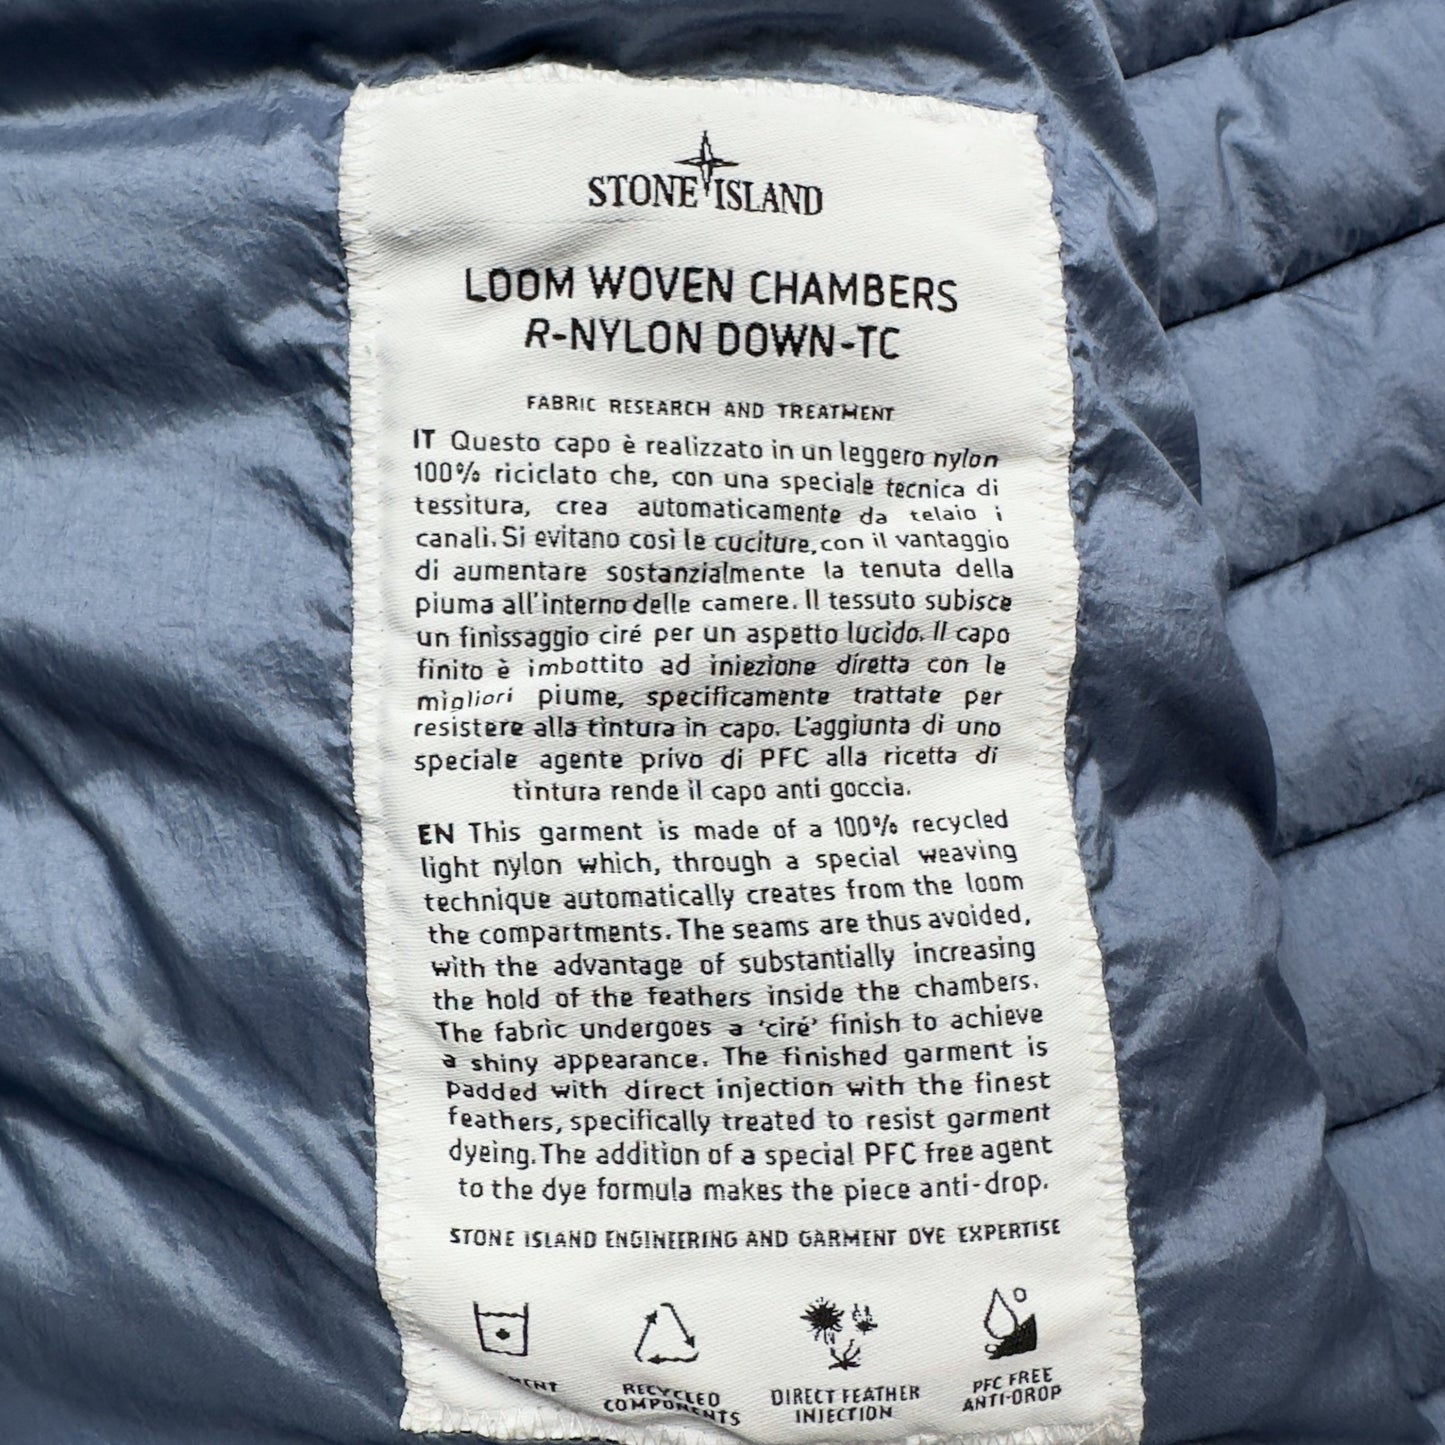 STONE ISLAND
LOOM WOVEN CHAMBERS
R-NYLON DOWN-TC
FABRIC RESEARCH AND TREATMENT
IT Questo capo è realizzato in un leggero nylon
100% riciclato che, con una speciale tecnica di
tessitura, crea automaticamente da telaio i
canali. Si evitano così le cuciture, con il vantaggio
di aumentare sostanzialmente la tenuta della
piuma all'interno delle camere. Il tessuto subisce
un finissaggio ciré per un aspetto lucido. Il capo
finito è imbottito ad iniezione diretta con le
migliori piume, specificamente trattate per
resistere alla tintura in capo. L'aggiunta di uno
speciale agente privo di PFC alla ricetta di
tintura rende il capo anti goccia.
EN This garment is made of a 100% recycled
light nylon which, through a special weaving
technique automatically creates from the loom
the compartments. The seams are thus avoided,
with the advantage of substantially increasing
the hold of the feathers inside the chambers.
The fabric undergoes a 'ciré' finish to achieve
a shiny appearance. The finished garment is
padded with direct injection with the finest
feathers, specifically treated to resist garment
dyeing. The addition of a special PFC free agent
to the dye formula makes the piece anti-drop.
STONE ISLAND ENGINEERING AND GARMENT DYE EXPERTISE
RECYCLED
COMPONENTS
DIRECT FEATHER
INJECTION
PFC FREE
ANTI-DROP